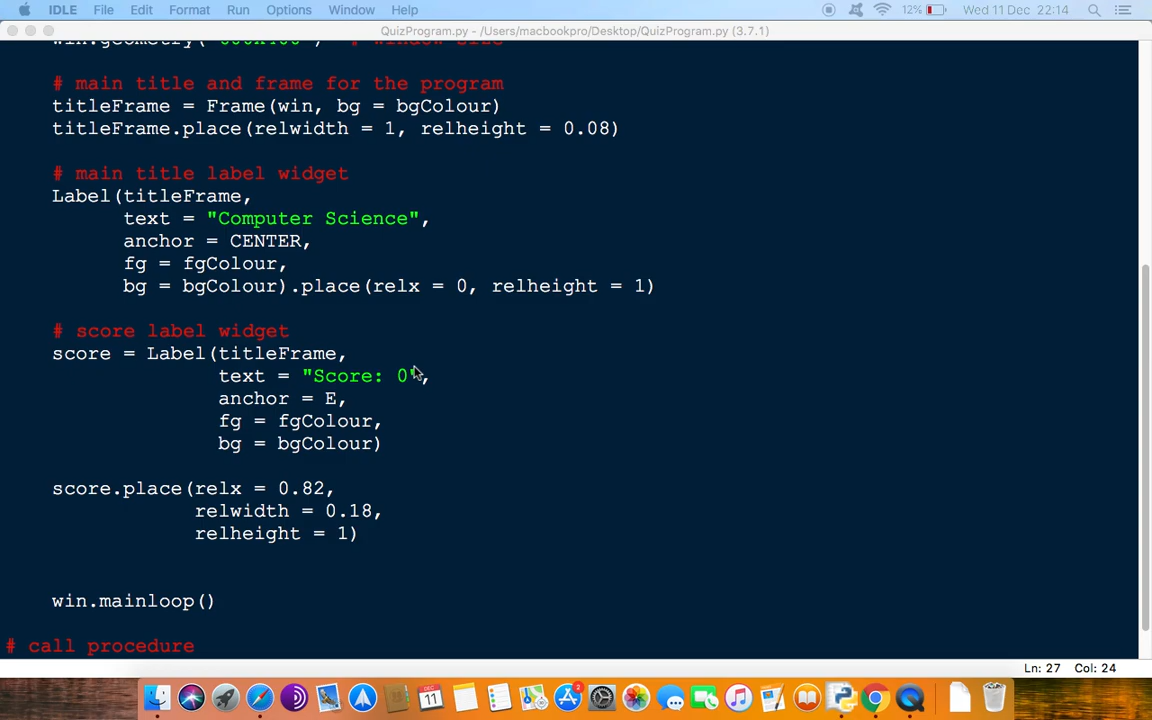 IDLE File Edit Format Run Options Window Help 12% Wed 11 Dec 22:14
QuizProgram.py - /Users/macbookpro/Desktop/QuizProgram.py (3.7.1)
# main title and frame for the program
titleFrame = Frame(win, bg = bgColour)
titleFrame.place(relwidth = 1, relheight = 0.08)
# main title label widget
Label(titleFrame,
text = "Computer Science",
anchor = CENTER,
fg = fgColour,
bg = bgColour).place(relx = 0, relheight = 1)
# score label widget
score = Label(titleFrame,
text = "Score: 0",
anchor = E,
fg = fgColour,
bg = bgColour)
score.place(relx = 0.82,
relwidth = 0.18,
relheight = 1)
win.mainloop()
# call procedure
Ln: 27 Col: 24